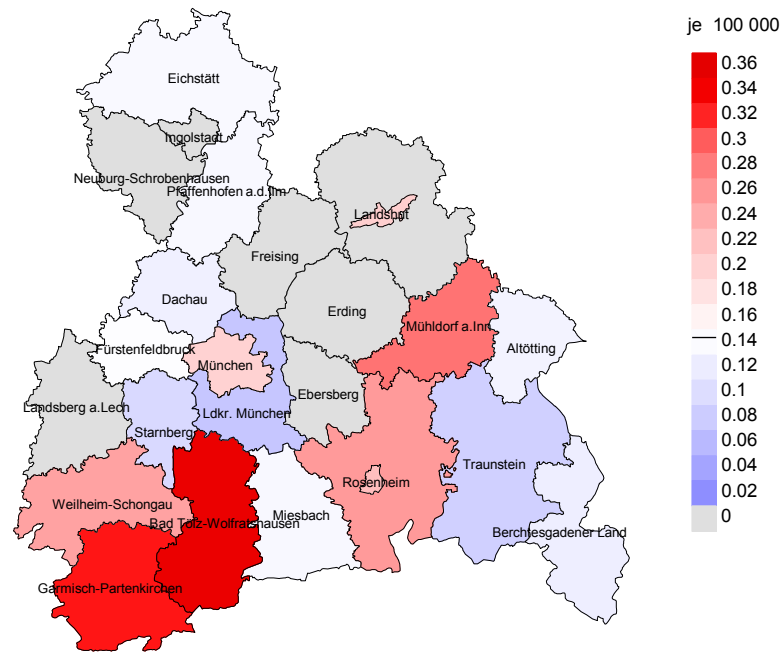 je 100 000
0.36
0.34
0.32
0.3
0.28
0.26
0.24
0.22
0.2
0.18
0.16
0.14
0.12
0.1
0.08
0.06
0.04
0.02
0
Eichstätt
Ingolstadt
Neuburg-Schrobenhausen
Pfaffenhofen a.d.Ilm
Landshut
Freising
Dachau
Erding
Mühldorf a.Inn
Fürstenfeldbruck
Altötting
München
Ebersberg
Landsberg a.Lech
Ldkr. München
Starnberg
Traunstein
Rosenheim
Weilheim-Schongau
Miesbach
Bad Tölz-Wolfratshausen
Berchtesgadener Land
Garmisch-Partenkirchen